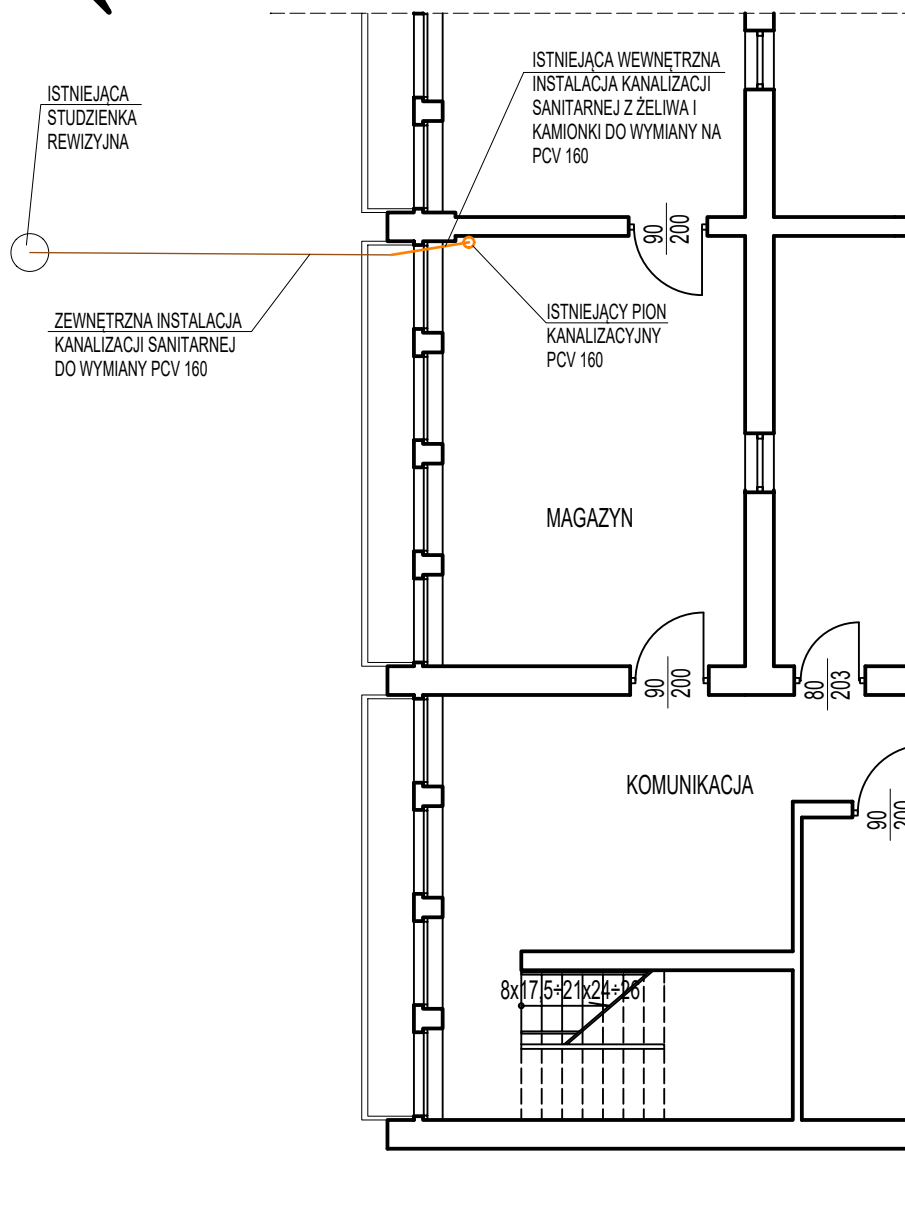 ISTNIEJĄCA
STUDZIENKA
REWIZYJNA
ISTNIEJĄCA WEWNĘTRZNA
INSTALACJA KANALIZACJI
SANITARNEJ Z ŻELIWA I
KAMIONKI DO WYMIANY NA
PCV 160
90
200
ZEWNĘTRZNA INSTALACJA
KANALIZACJI SANITARNEJ
DO WYMIANY PCV 160
ISTNIEJĄCY PION
KANALIZACYJNY
PCV 160
MAGAZYN
90
200
80
203
KOMUNIKACJA
90
200
8x17,5÷21x24÷26